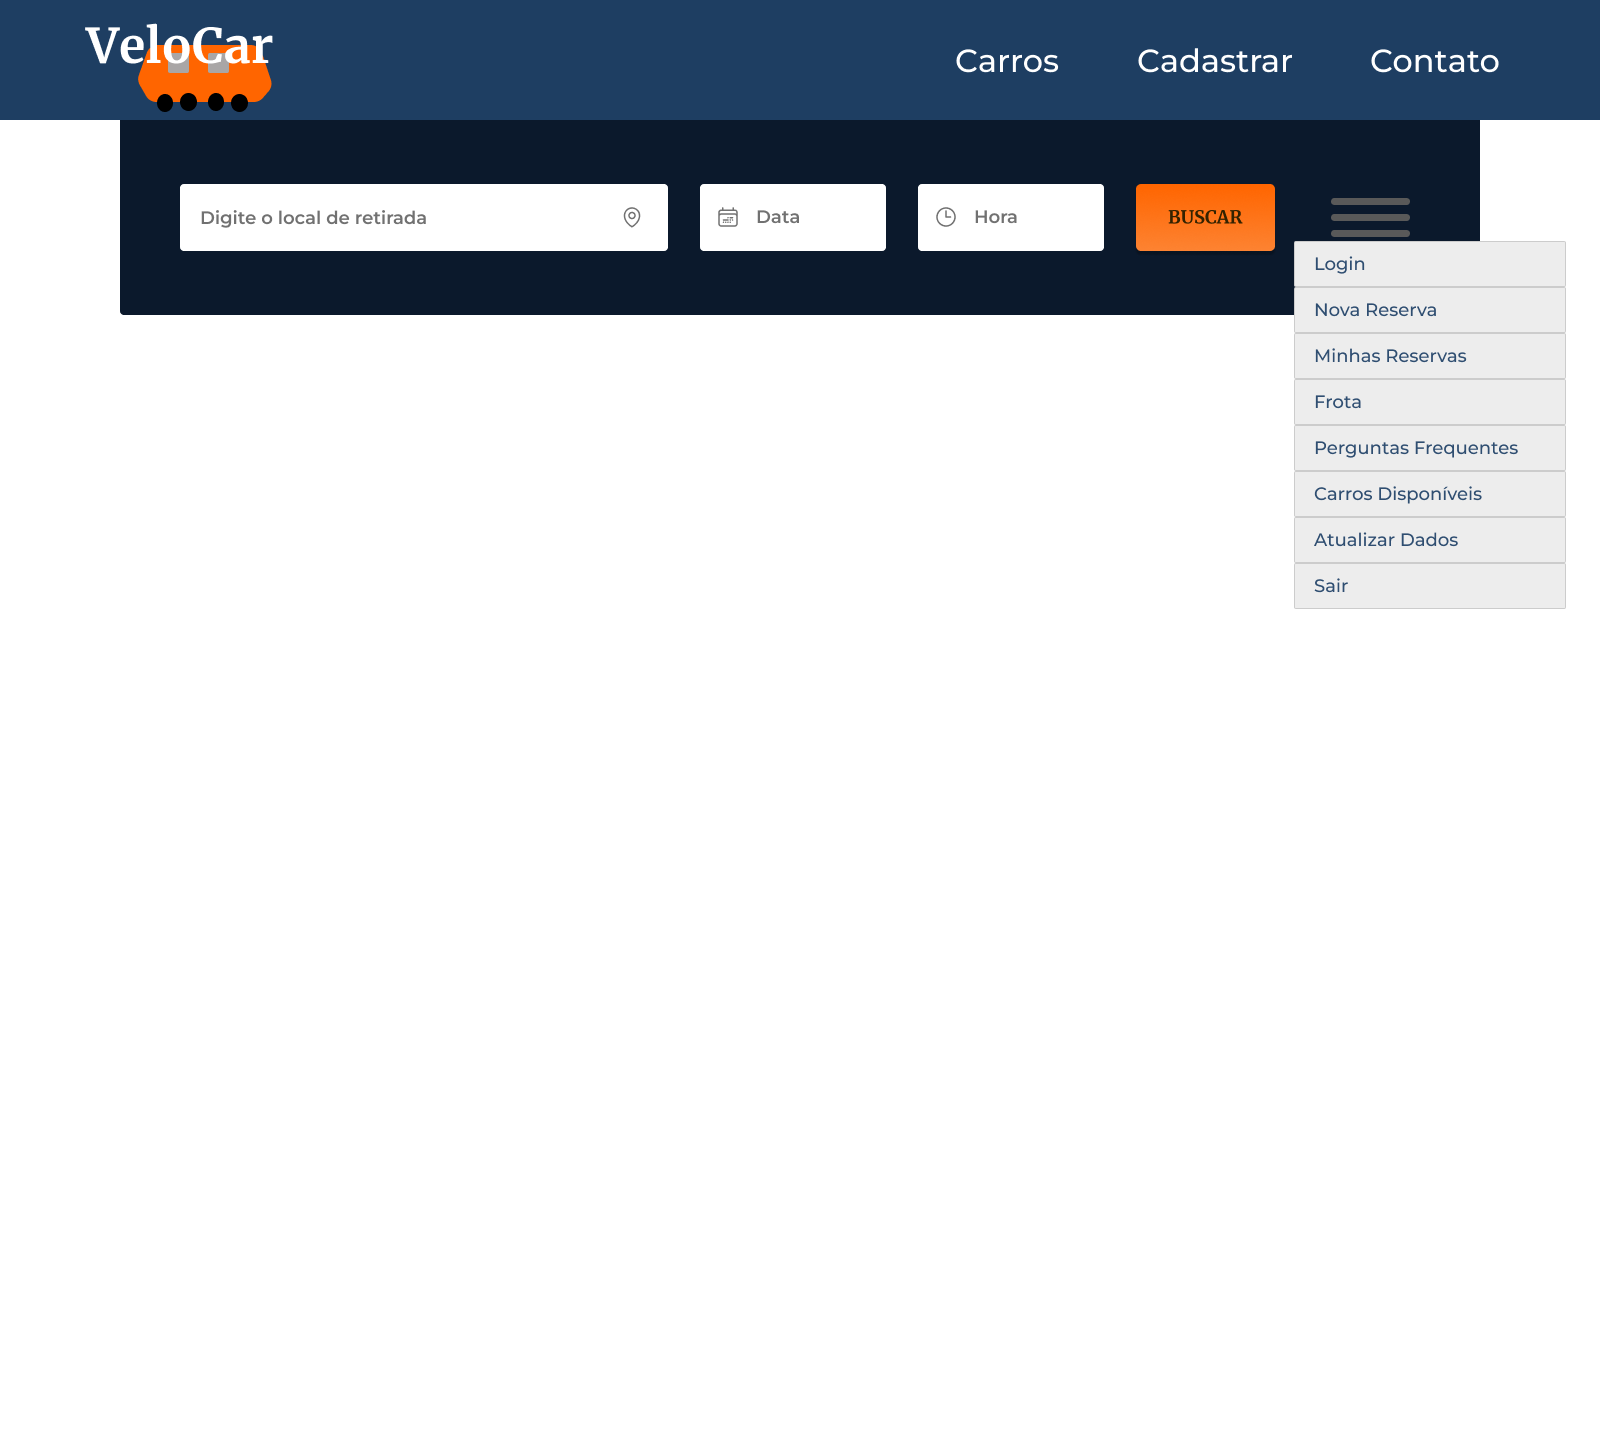 VeloCar
Carros
Cadastrar
Contato
Digite o local de retirada
Data
Hora
BUSCAR
Login
Nova Reserva
Minhas Reservas
Frota
Perguntas Frequentes
Carros Disponíveis
Atualizar Dados
Sair